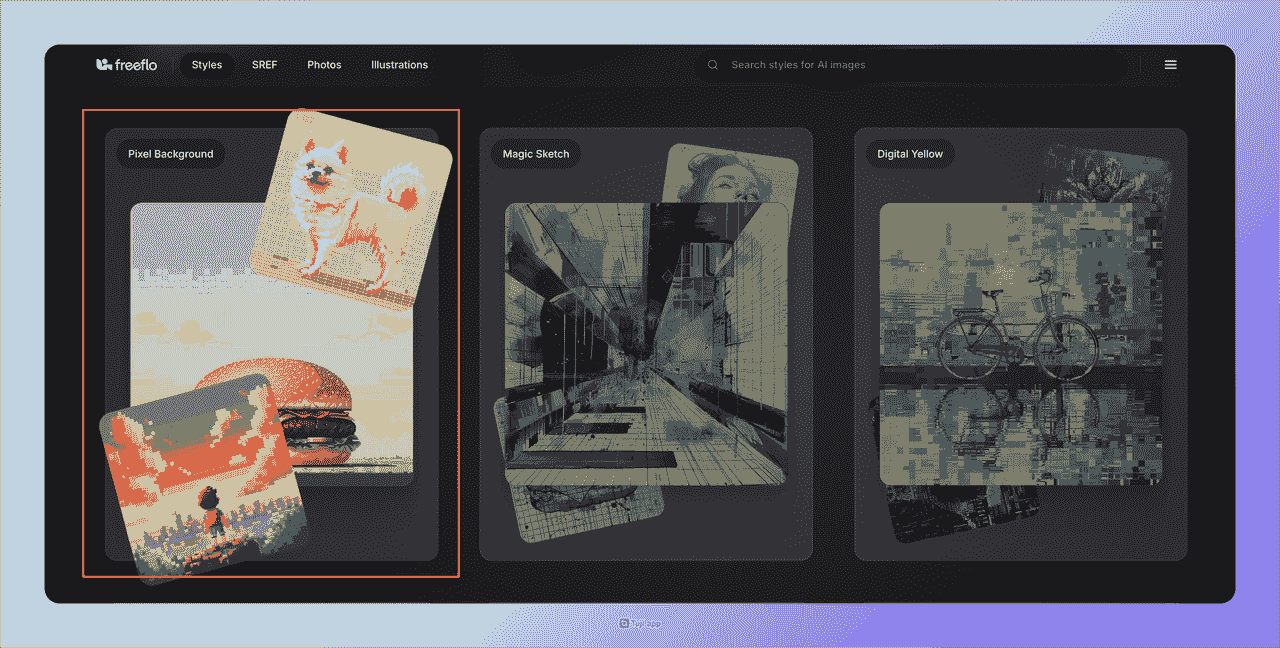 freeflo
Styles
SREF
Photos
Illustrations
Search styles for AI images
Pixel Background
Magic Sketch
Digital Yellow